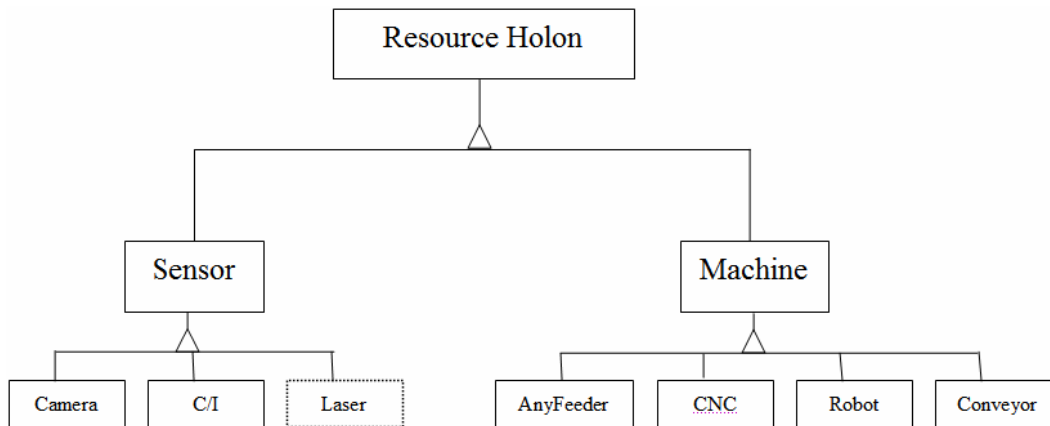 Resource Holon
Sensor
Machine
Camera
C/I
Laser
AnyFeeder
CNC
Robot
Conveyor